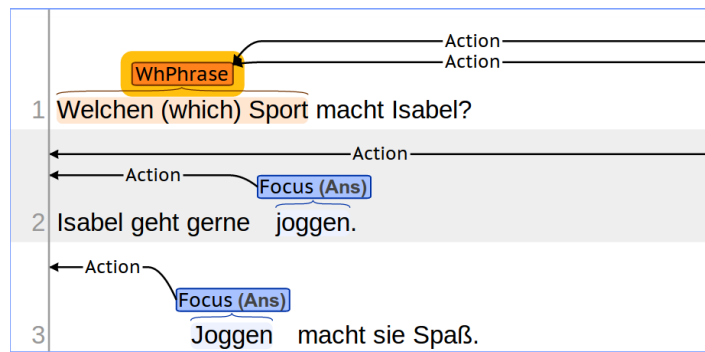 Action
WhPhrase
Action
1 Welchen (which) Sport macht Isabel?
Action
Action
Focus (Ans)
2 Isabel geht gerne joggen.
Action
Focus (Ans)
3 Joggen macht sie Spaß.